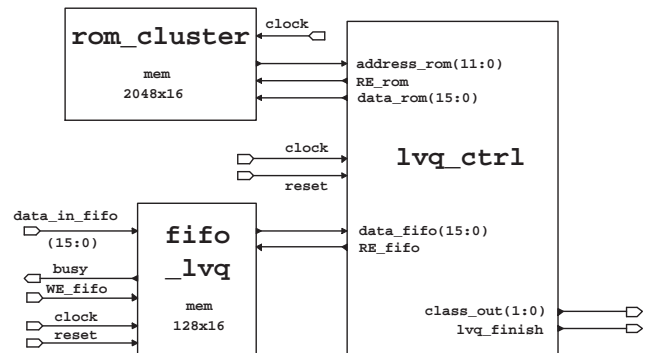 rom_cluster
mem
2048x16
clock
address_rom(11:0)
RE_rom
data_rom(15:0)
lvq_ctrl
clock
reset
data_in_fifo
(15:0)
busy
WE_fifo
clock
reset
fifo
_lvq
mem
128x16
data_fifo(15:0)
RE_fifo
class_out(1:0)
lvq_finish